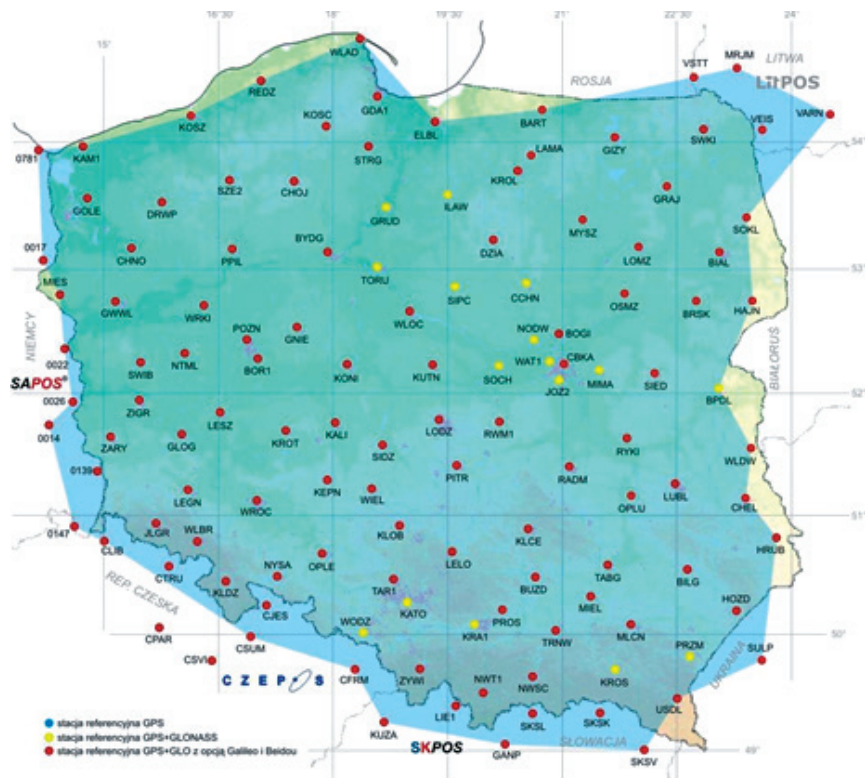 15°
16°30
18°
19°30
21°
22°30
24°
WLAD
VSTT
MRJM
LITWA
REDZ
ROSJA
LitPOS
GDA1
KOSZ
KOSC
ELBL
BART
VEIS
VARN
0781
KAM1
54°
STRG
LAMA
GIZY
SWKI
KROL
GOLE
DRWP
SZE2
CHOJ
GRUD
ILAW
GRAJ
MYSZ
SOKL
0017
CHNO
PPIL
BYDG
DZIA
LOMZ
BIAL
TORU
53°
MIES
GWWL
WRKI
SIPC
CCHN
OSMZ
BRSK
HAJN
NIEMCY
POZN
GNIE
WLOC
NODW
BOGI
0022
SWIB
NTML
BOR1
KONI
KUTN
SOCH
WAT1
CBKA
MIMA
SIED
BIAŁORUŚ
SAPOS®
JOZ2
BPDL
52°
0026
ZIGR
LESZ
0014
ZARY
GLOG
KROT
KALI
LODZ
RWM1
RYKI
SIDZ
WLDW
0139
PITR
RADM
LEGN
WROC
KEPN
WIEL
OPLU
LUBL
CHEL
51°
0147
JLGR
WLBR
KLOB
KLCE
CLIB
HRUB
CTRU
NYSA
OPLE
LELO
TABG
BILG
REP. CZESKA
KLDZ
TAR1
BUZD
MIEL
HOZD
CJES
KATO
PROS
WODZ
KRA1
TRNW
MLCN
50°
CPAR
CSUM
PRZM
CSVI
SULP
UKRAINA
CZEPOS
CFRM
ZYWI
NWT1
NWSC
KROS
USDL
LIE1
SKSL
SKSK
KUZA
SKPOS
GANP
SŁOWACJA
SKSV
49°
stacja referencyjna GPS
stacja referencyjna GPS+GLONASS
stacja referencyjna GPS+GLO z opcją Galileo i Beidou